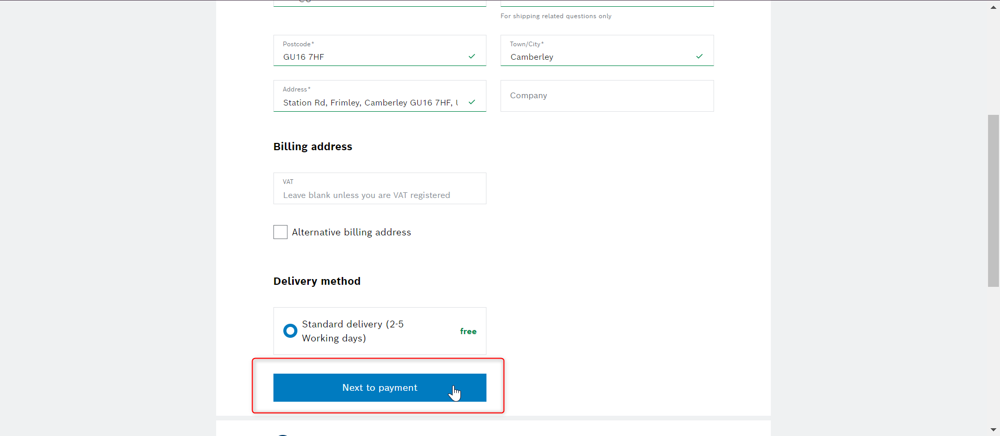 For shipping related questions only
Postcode*
GU16 7HF
Town/City*
Camberley
Address*
Station Rd, Frimley, Camberley GU16 7HF,
Company
Billing address
VAT
Leave blank unless you are VAT registered
Alternative billing address
Delivery method
Standard delivery (2-5
Working days)
free
Next to payment